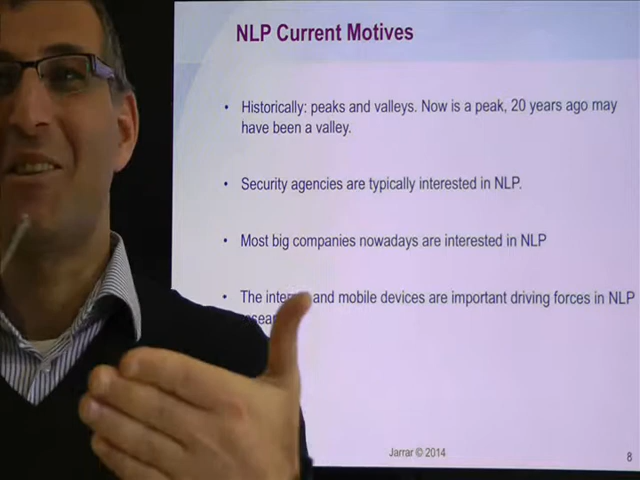 NLP Current Motives
• Historically: peaks and valleys. Now is a peak, 20 years ago may
have been a valley.
• Security agencies are typically interested in NLP.
• Most big companies nowadays are interested in NLP
• The and mobile devices are important driving forces in NLP
Jarrar © 2014
8